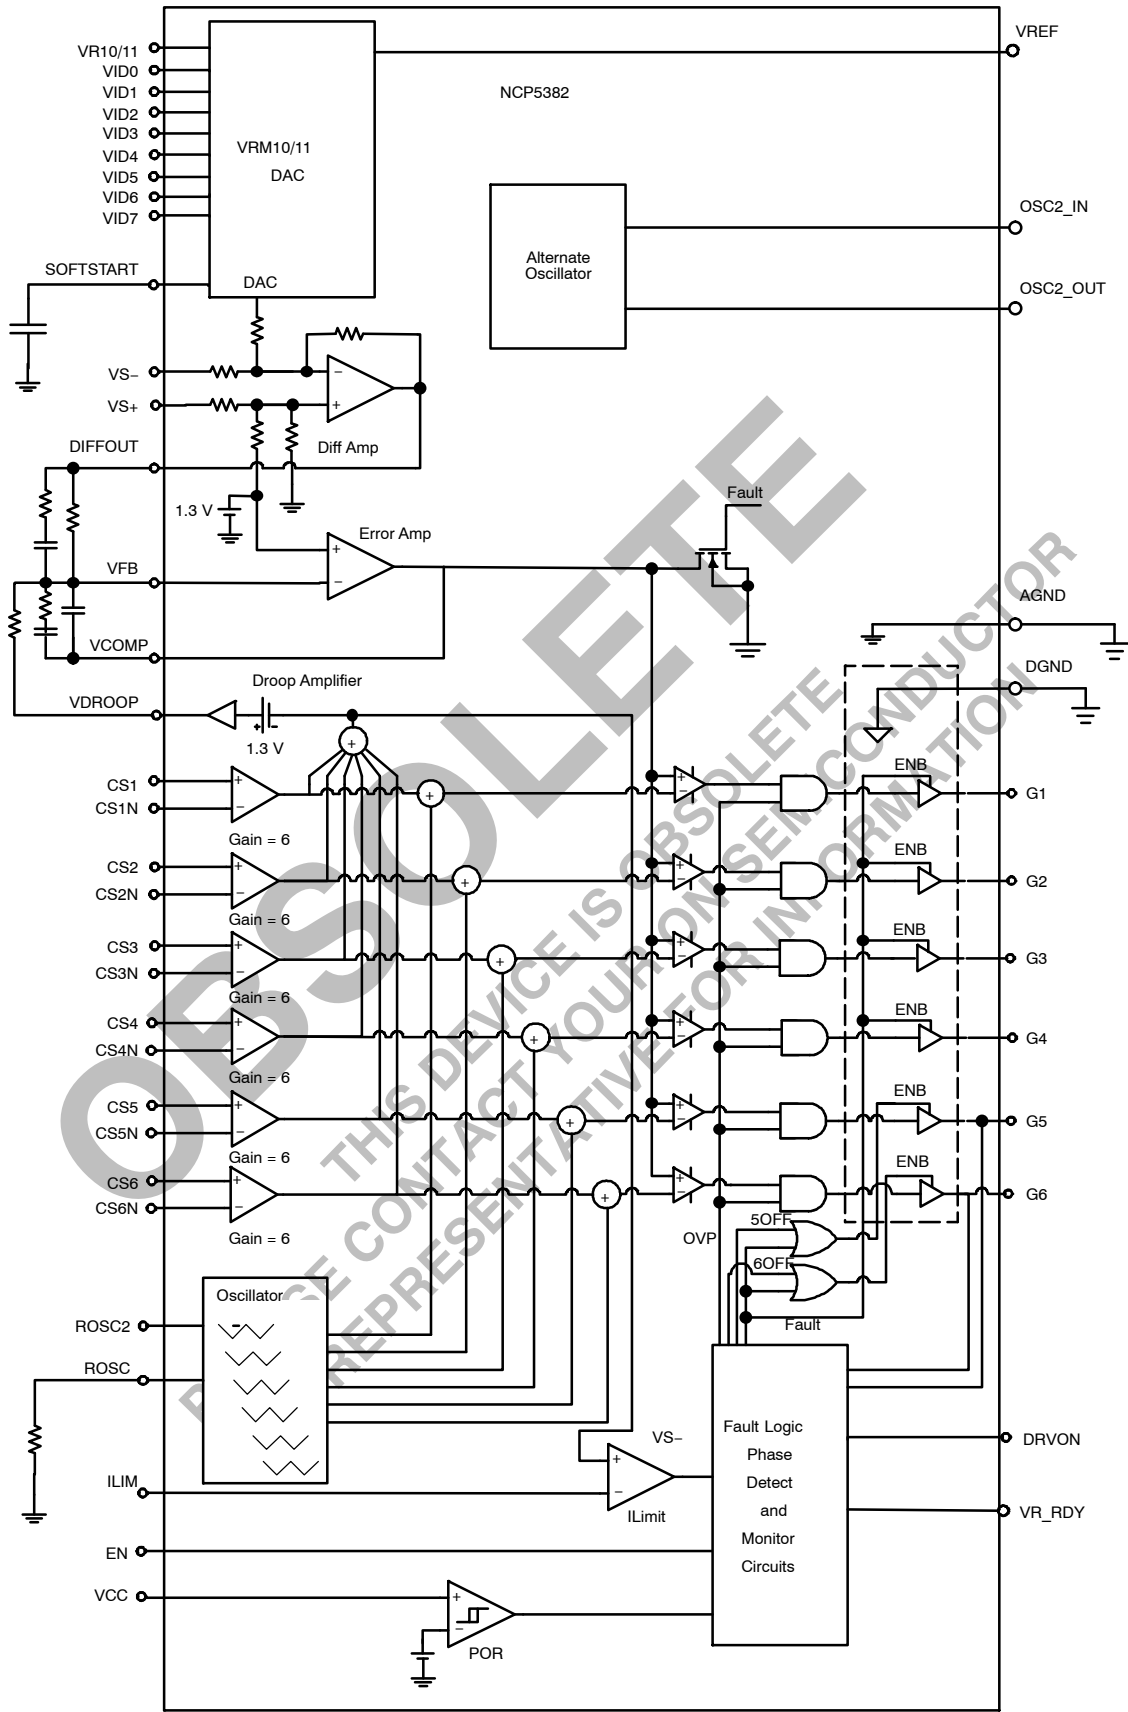 VREF
VR10/11
VID0
VID1
VID2
VID3
VID4
VID5
VID6
VID7
NCP5382
VRM10/11
DAC
OSC2_IN
Alternate
Oscillator
OSC2_OUT
SOFTSTART
DAC
VS−
−
VS+
+
Diff Amp
DIFFOUT
1.3 V
Fault
Error Amp
+
VFB
−
VCOMP
AGND
DGND
Droop Amplifier
VDROOP
+
-
1.3 V
+
CS1
+
CS1N
−
Gain = 6
+
+
−
ENB
G1
CS2
+
CS2N
−
Gain = 6
+
+
−
ENB
G2
CS3
+
CS3N
−
Gain = 6
+
+
−
ENB
G3
CS4
+
CS4N
−
Gain = 6
+
+
−
ENB
G4
CS5
+
CS5N
−
Gain = 6
+
+
−
ENB
G5
CS6
+
CS6N
−
Gain = 6
+
+
−
ENB
G6
OVP
5OFF
6OFF
Fault
Oscillator
ROSC2
ROSC
ILIM
VS−
+
−
ILimit
Fault Logic
Phase
Detect
and
Monitor
Circuits
DRVON
VR_RDY
EN
VCC
+
−
POR
OBSOLETE
THIS DEVICE IS OBSOLETE
SE CONTACT YOUR ON SEMICONDUCTOR
REPRESENTATIVE FOR INFORMATION